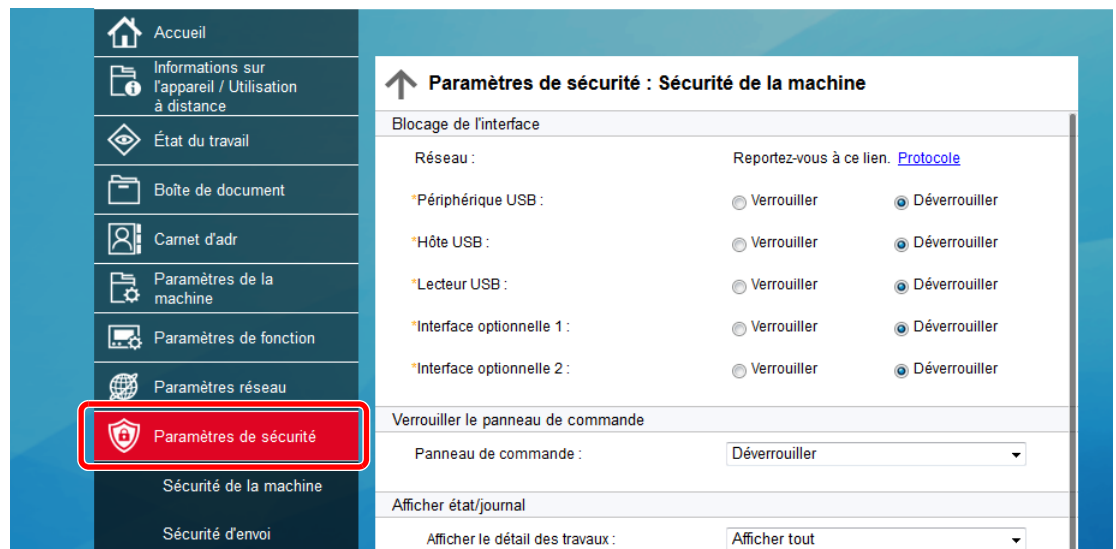 Accueil
Informations sur
l'appareil / Utilisation
à distance
État du travail
Boîte de document
Carnet d'adr
Paramètres de la
machine
Paramètres de fonction
Paramètres réseau
Paramètres de sécurité
Sécurité de la machine
Sécurité d'envoi
Paramètres de sécurité : Sécurité de la machine
Blocage de l'interface
Réseau : Reportez-vous à ce lien. Protocole
*Périphérique USB : Verrouiller Déverrouiller
*Hôte USB : Verrouiller Déverrouiller
*Lecteur USB : Verrouiller Déverrouiller
*Interface optionnelle 1 : Verrouiller Déverrouiller
*Interface optionnelle 2 : Verrouiller Déverrouiller
Verrouiller le panneau de commande
Panneau de commande : Déverrouiller
Afficher état/journal
Afficher le détail des travaux : Afficher tout